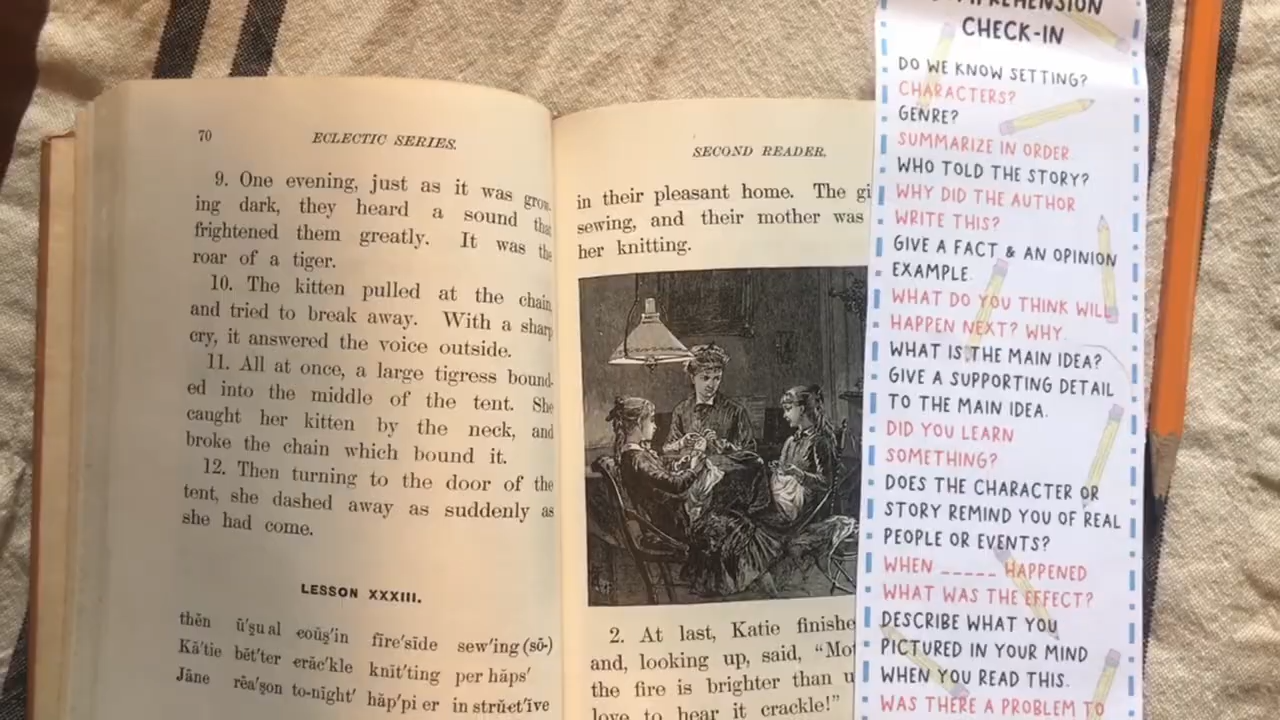 70 ECLECTIC SERIES.
9. One evening, just as it was grow-
ing dark, they heard a sound that
frightened them greatly. It was the
roar of a tiger.
10. The kitten pulled at the chain
and tried to break away. With a sharp
cry, it answered the voice outside.
11. All at once, a large tigress bound-
ed into the middle of the tent. She
caught her kitten by the neck, and
broke the chain which bound it.
12. Then turning to the door of the
tent, she dashed away as suddenly as
she had come.
LESSON XXXIII.
thĕn ū'ṣu al coŭṣ'in fīre'sīde sew'ing (sō-)
Kā'tie bĕt'ter crăc'kle knĭt'ting per hăps'
Jāne rēa'ṣon to-nīght' hăp'pi er in strŭct'ĭve
SECOND READER.
in their pleasant home. The
sewing, and their mother was
her knitting.
2. At last, Katie
and, looking up, said,
the fire is brighter than
love to hear it crackle!"
CHECK-IN
DO WE KNOW SETTING?
CHARACTERS?
GENRE?
SUMMARIZE IN ORDER.
WHO TOLD THE STORY?
WHY DID THE AUTHOR
WRITE THIS?
GIVE A FACT & AN OPINION
EXAMPLE.
WHAT DO YOU THINK WILL
HAPPEN NEXT? WHY.
WHAT IS THE MAIN IDEA?
GIVE A SUPPORTING DETAIL
TO THE MAIN IDEA.
DID YOU LEARN
SOMETHING?
DOES THE CHARACTER OR
STORY REMIND YOU OF REAL
PEOPLE OR EVENTS?
WHEN _____ HAPPENED
WHAT WAS THE EFFECT?
DESCRIBE WHAT YOU
PICTURED IN YOUR MIND
WHEN YOU READ THIS.
WAS THERE A PROBLEM TO